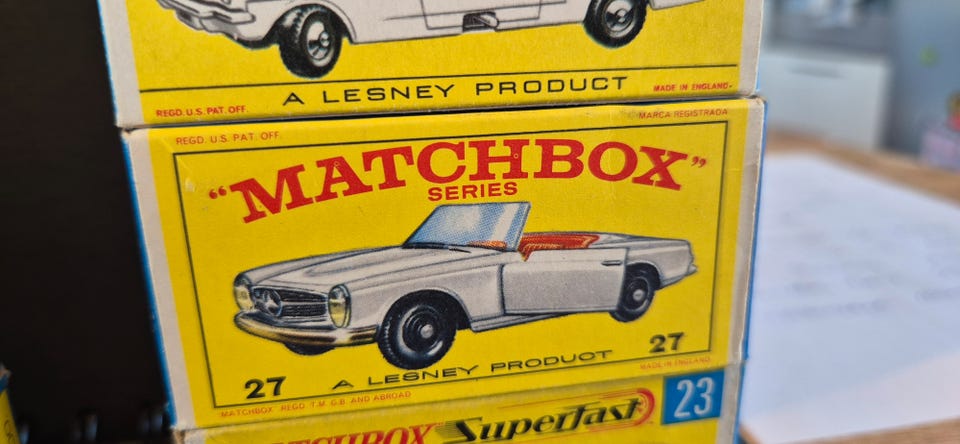 A LESNEY PRODUCT
REGD. U.S. PAT. OFF. MADE IN ENGLAND
REGD. U.S. PAT. OFF. MARCA REGISTRADA
"MATCHBOX"
SERIES
27 A LESNEY PRODUCT 27
MATCHBOX REGD. T.M. G.B. AND ABROAD MADE IN ENGLAND
MATCHBOX Superfast 23